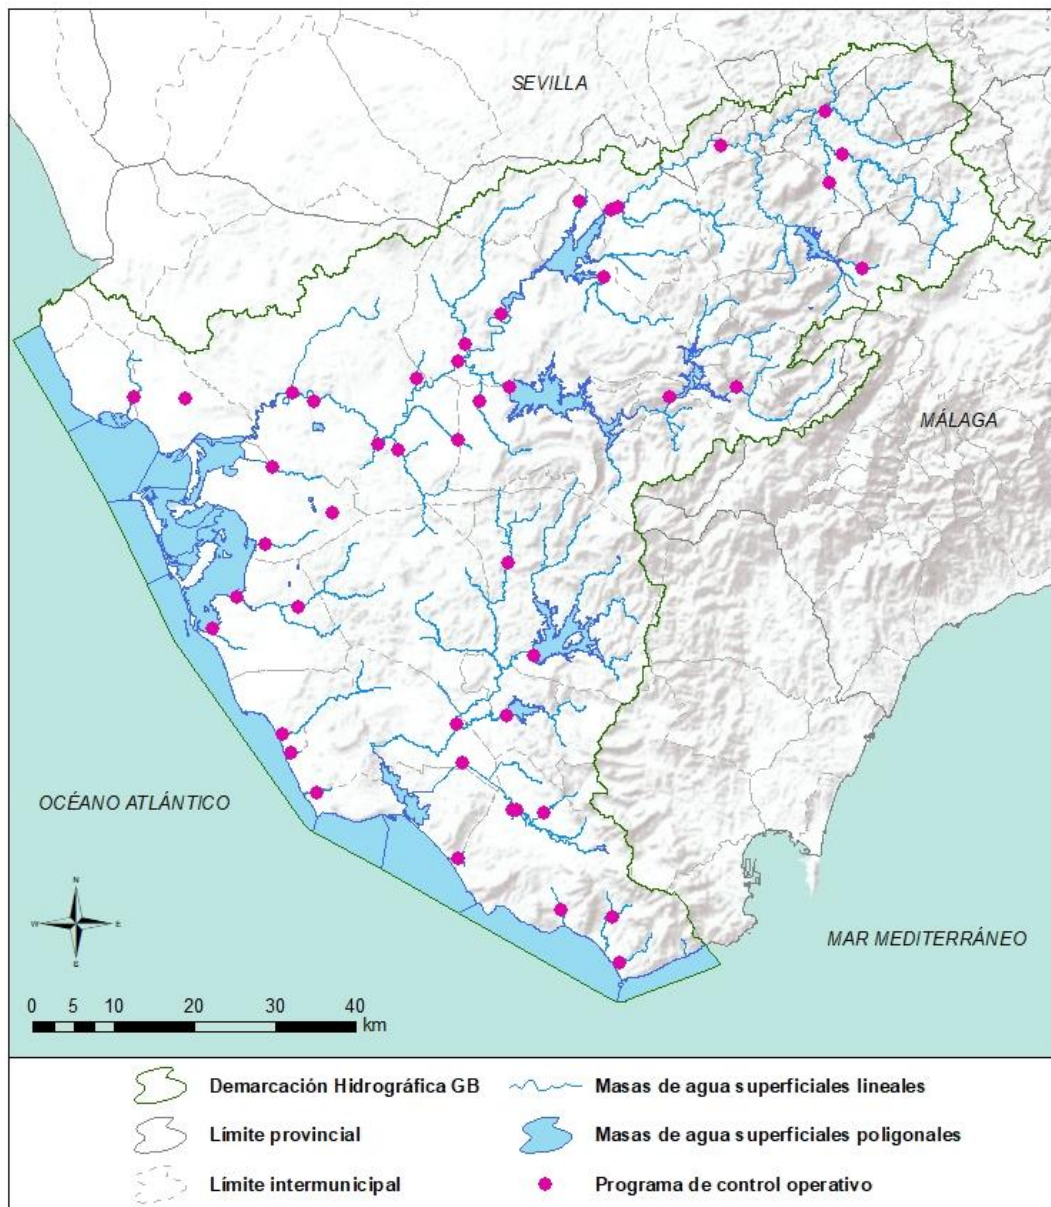 SEVILLA
MÁLAGA
OCÉANO ATLÁNTICO
MAR MEDITERRÁNEO
N
W E
S
0 5 10 20 30 40
km
Demarcación Hidrográfica GB
Masas de agua superficiales lineales
Límite provincial
Masas de agua superficiales poligonales
Límite intermunicipal
Programa de control operativo